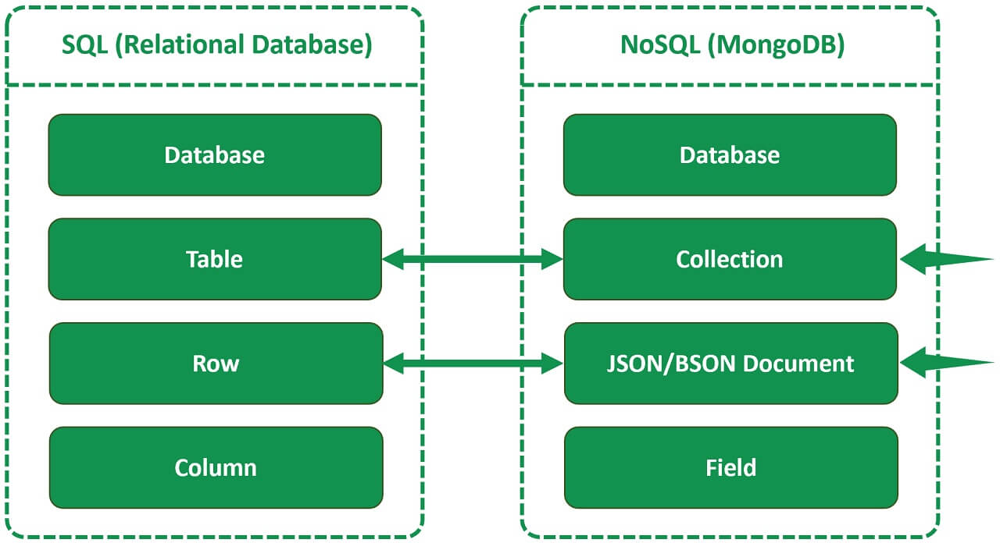 SQL (Relational Database)
NoSQL (MongoDB)
Database
Database
Table
Collection
Row
JSON/BSON Document
Column
Field